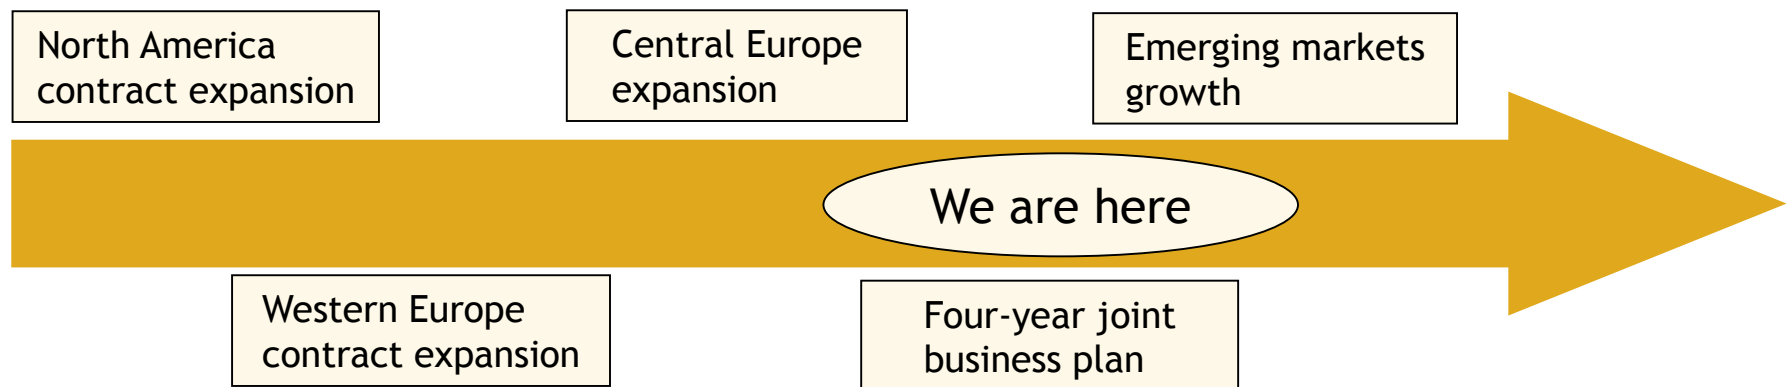 North America
contract expansion
Central Europe
expansion
Emerging markets
growth
We are here
Western Europe
contract expansion
Four-year joint
business plan